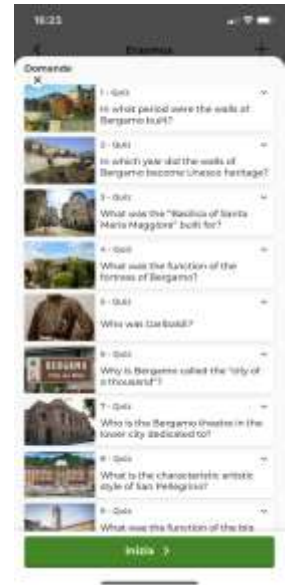 18:23
Erasmus
Domande
1 - Quiz
In what period were the walls of
Bergamo built?
2 - Quiz
In which year did the walls of
Bergamo become Unesco heritage?
3 - Quiz
What was the "Basilica of Santa
Maria Maggiore" built for?
4 - Quiz
What was the function of the
fortress of Bergamo?
5 - Quiz
Who was Garibaldi?
6 - Quiz
BERGAMO
Why is Bergamo called the "city of
a thousand"?
7 - Quiz
Who is the Bergamo theatre in the
lower city dedicated to?
8 - Quiz
What is the characteristic artistic
style of San Pellegrino?
9 - Quiz
What was the function of the
Inizia